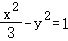 x²/3 − y² = 1